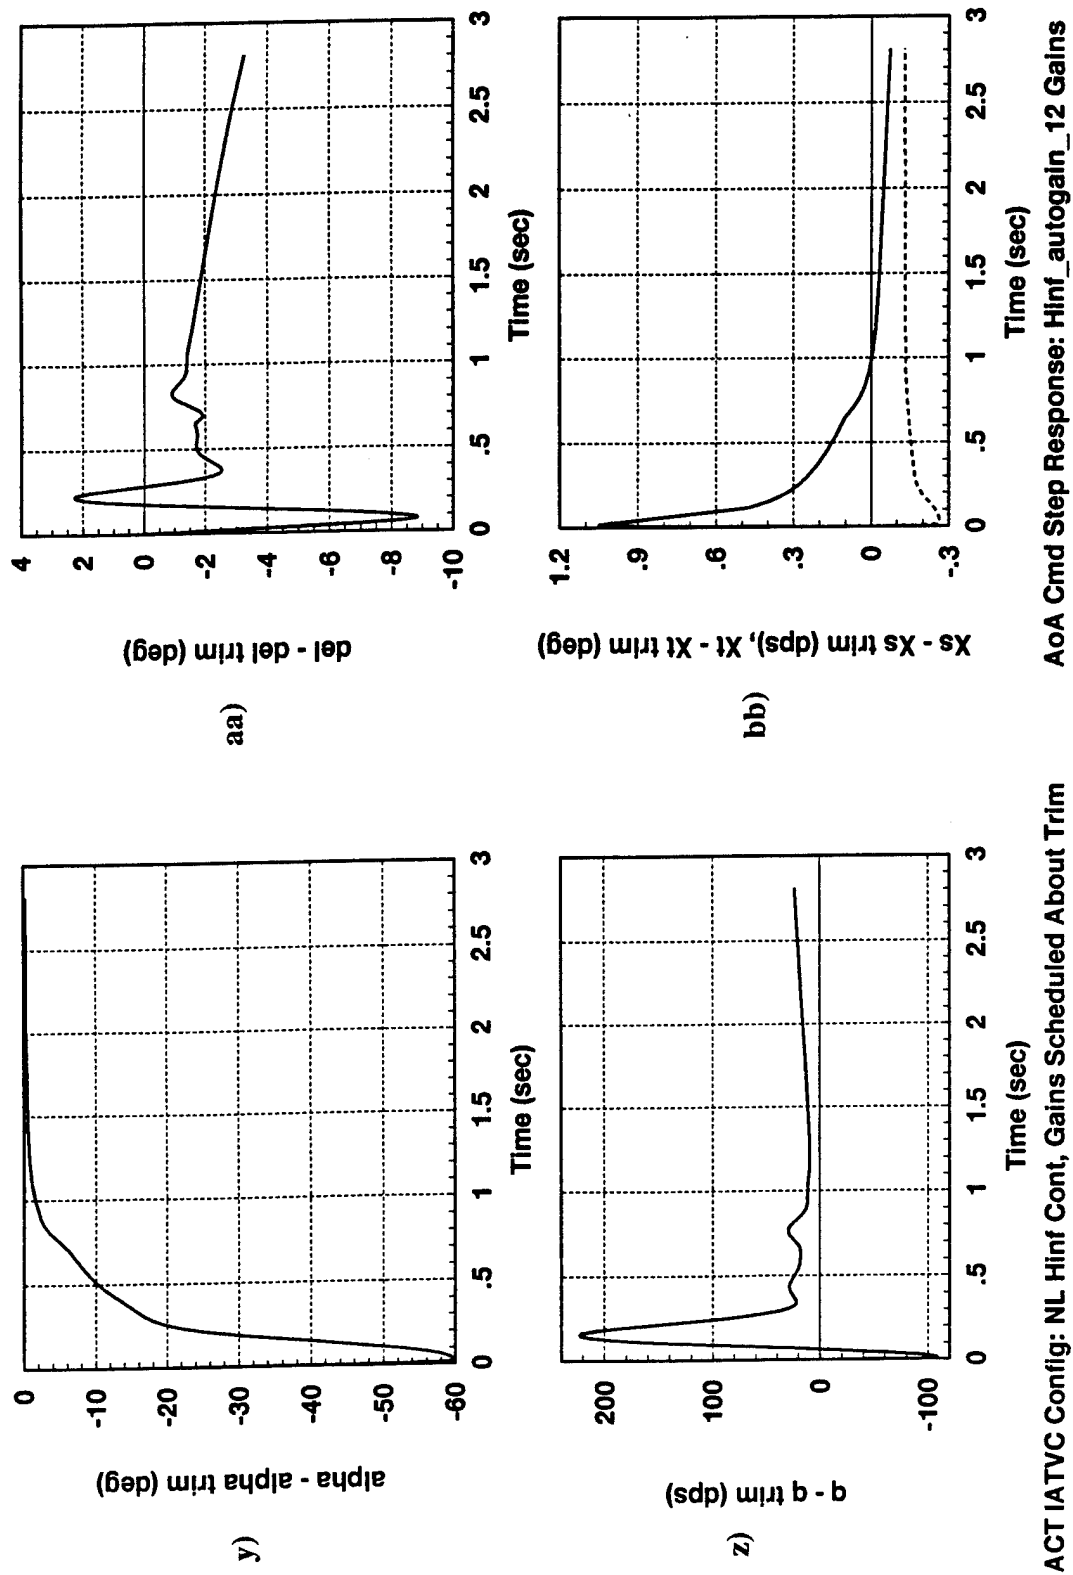 y)
alpha - alpha trim (deg)
0
-10
-20
-30
-40
-50
-60
0 .5 1 1.5 2 2.5 3
Time (sec)
aa)
del - del trim (deg)
4
2
0
-2
-4
-6
-8
-10
0 .5 1 1.5 2 2.5 3
Time (sec)
z)
q - q trim (dps)
200
100
0
-100
0 .5 1 1.5 2 2.5 3
Time (sec)
bb)
Xs - Xs trim (dps), Xt - Xt trim (deg)
1.2
.9
.6
.3
0
-.3
0 .5 1 1.5 2 2.5 3
Time (sec)
ACT IATVC Config: NL Hinf Cont, Gains Scheduled About Trim
AoA Cmd Step Response: Hinf_autogain_12 Gains